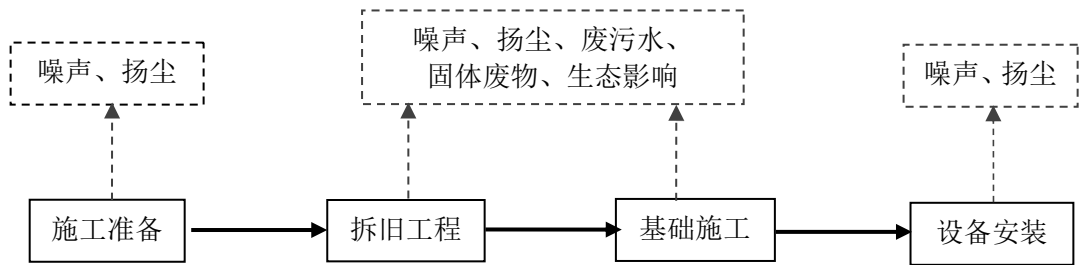 噪声、扬尘
噪声、扬尘、废污水、
固体废物、生态影响
噪声、扬尘
施工准备
拆旧工程
基础施工
设备安装